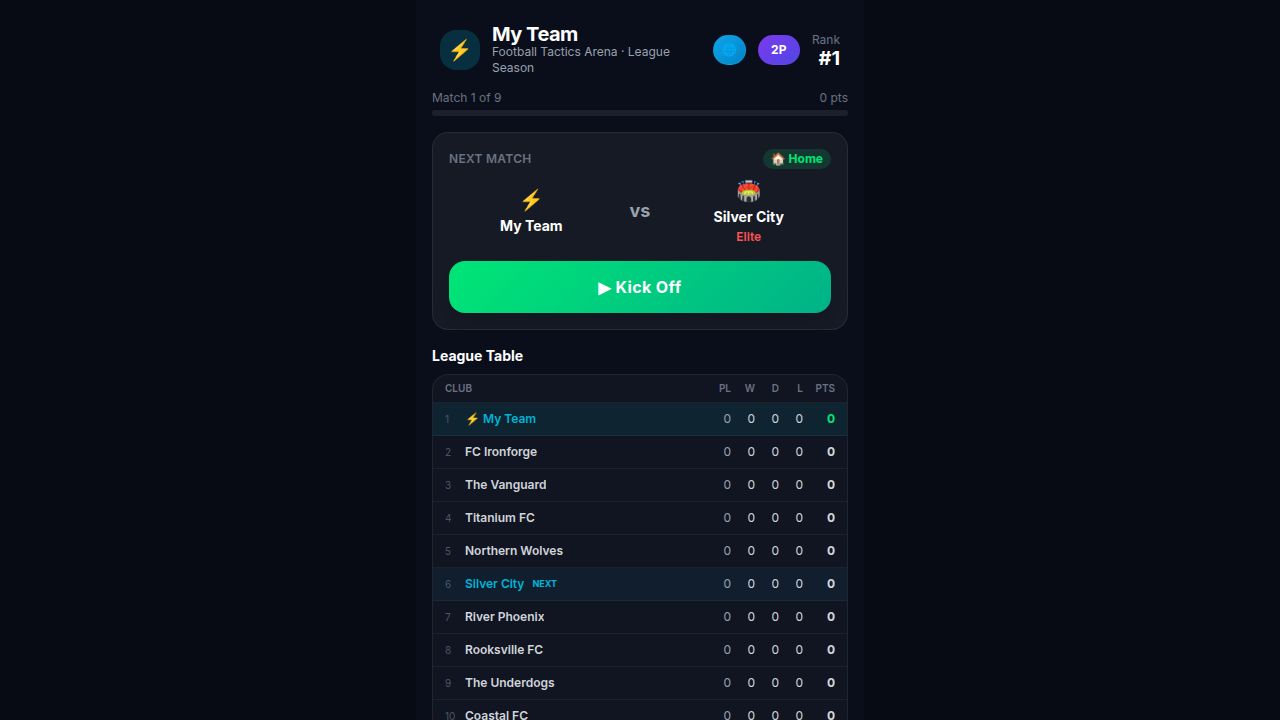 ⚡ My Team
Football Tactics Arena · League
Season
🌐 2P
Rank
#1
Match 1 of 9 0 pts
NEXT MATCH 🏠 Home
⚡ My Team
vs
🏟️ Silver City
Elite
▶ Kick Off
League Table
CLUB PL W D L PTS
1 ⚡ My Team 0 0 0 0 0
2 FC Ironforge 0 0 0 0 0
3 The Vanguard 0 0 0 0 0
4 Titanium FC 0 0 0 0 0
5 Northern Wolves 0 0 0 0 0
6 Silver City NEXT 0 0 0 0 0
7 River Phoenix 0 0 0 0 0
8 Rooksville FC 0 0 0 0 0
9 The Underdogs 0 0 0 0 0
10 Coastal FC 0 0 0 0 0